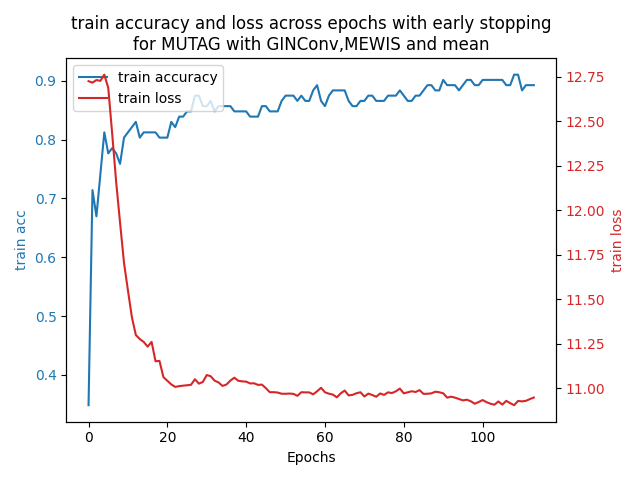 train accuracy and loss across epochs with early stopping
for MUTAG with GINConv,MEWIS and mean
train accuracy
train loss
train acc
0.9
0.8
0.7
0.6
0.5
0.4
12.75
12.50
12.25
12.00
11.75
11.50
11.25
11.00
train loss
0
20
40
60
80
100
Epochs